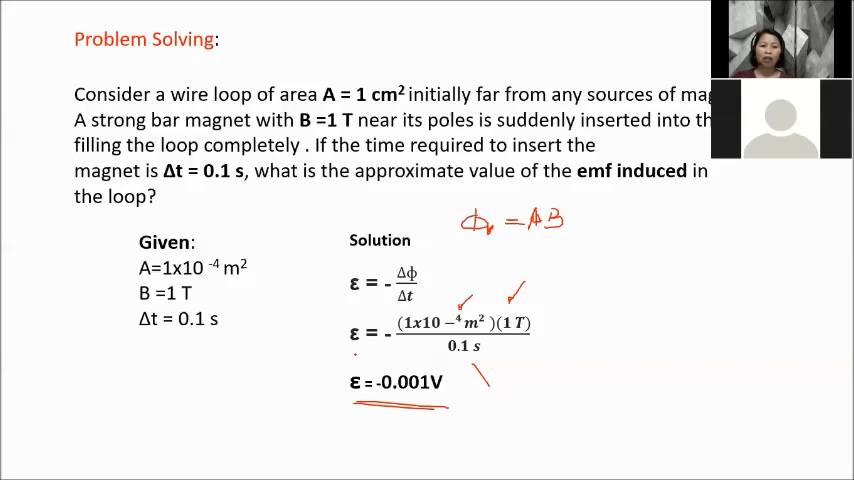 Problem Solving:
Consider a wire loop of area A = 1 cm² initially far from any sources of
A strong bar magnet with B =1 T near its poles is suddenly inserted into
filling the loop completely . If the time required to insert the
magnet is Δt = 0.1 s, what is the approximate value of the emf induced in
the loop?
Given:
A=1x10 ⁻⁴ m²
B =1 T
Δt = 0.1 s
Φ = AB
Solution
ε = - Δϕ/Δt
ε = - (1x10 −⁴ m² )(1 T)/0.1 s
ε = -0.001V